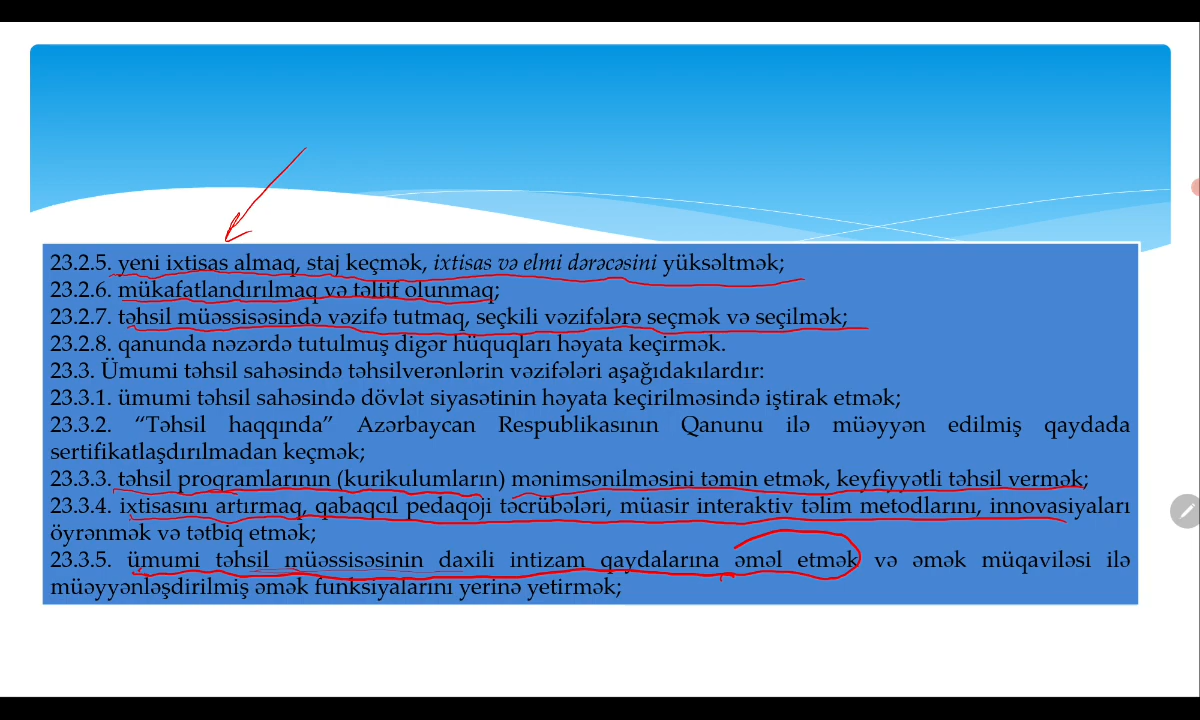 23.2.5. yeni ixtisas almaq, staj keçmək, ixtisas və elmi dərəcəsini yüksəltmək;
23.2.6. mükafatlandırılmaq və təltif olunmaq;
23.2.7. təhsil müəssisəsində vəzifə tutmaq, seçkili vəzifələrə seçmək və seçilmək;
23.2.8. qanunda nəzərdə tutulmuş digər hüquqları həyata keçirmək.
23.3. Ümumi təhsil sahəsində təhsilverənlərin vəzifələri aşağıdakılardır:
23.3.1. ümumi təhsil sahəsində dövlət siyasətinin həyata keçirilməsində iştirak etmək;
23.3.2. “Təhsil haqqında” Azərbaycan Respublikasının Qanunu ilə müəyyən edilmiş qaydada
sertifikatlaşdırılmadan keçmək;
23.3.3. təhsil proqramlarının (kurikulumların) mənimsənilməsini təmin etmək, keyfiyyətli təhsil vermək;
23.3.4. ixtisasını artırmaq, qabaqcıl pedaqoji təcrübələri, müasir interaktiv təlim metodlarını, innovasiyaları
öyrənmək və tətbiq etmək;
23.3.5. ümumi təhsil müəssisəsinin daxili intizam qaydalarına əməl etmək və əmək müqaviləsi ilə
müəyyənləşdirilmiş əmək funksiyalarını yerinə yetirmək;